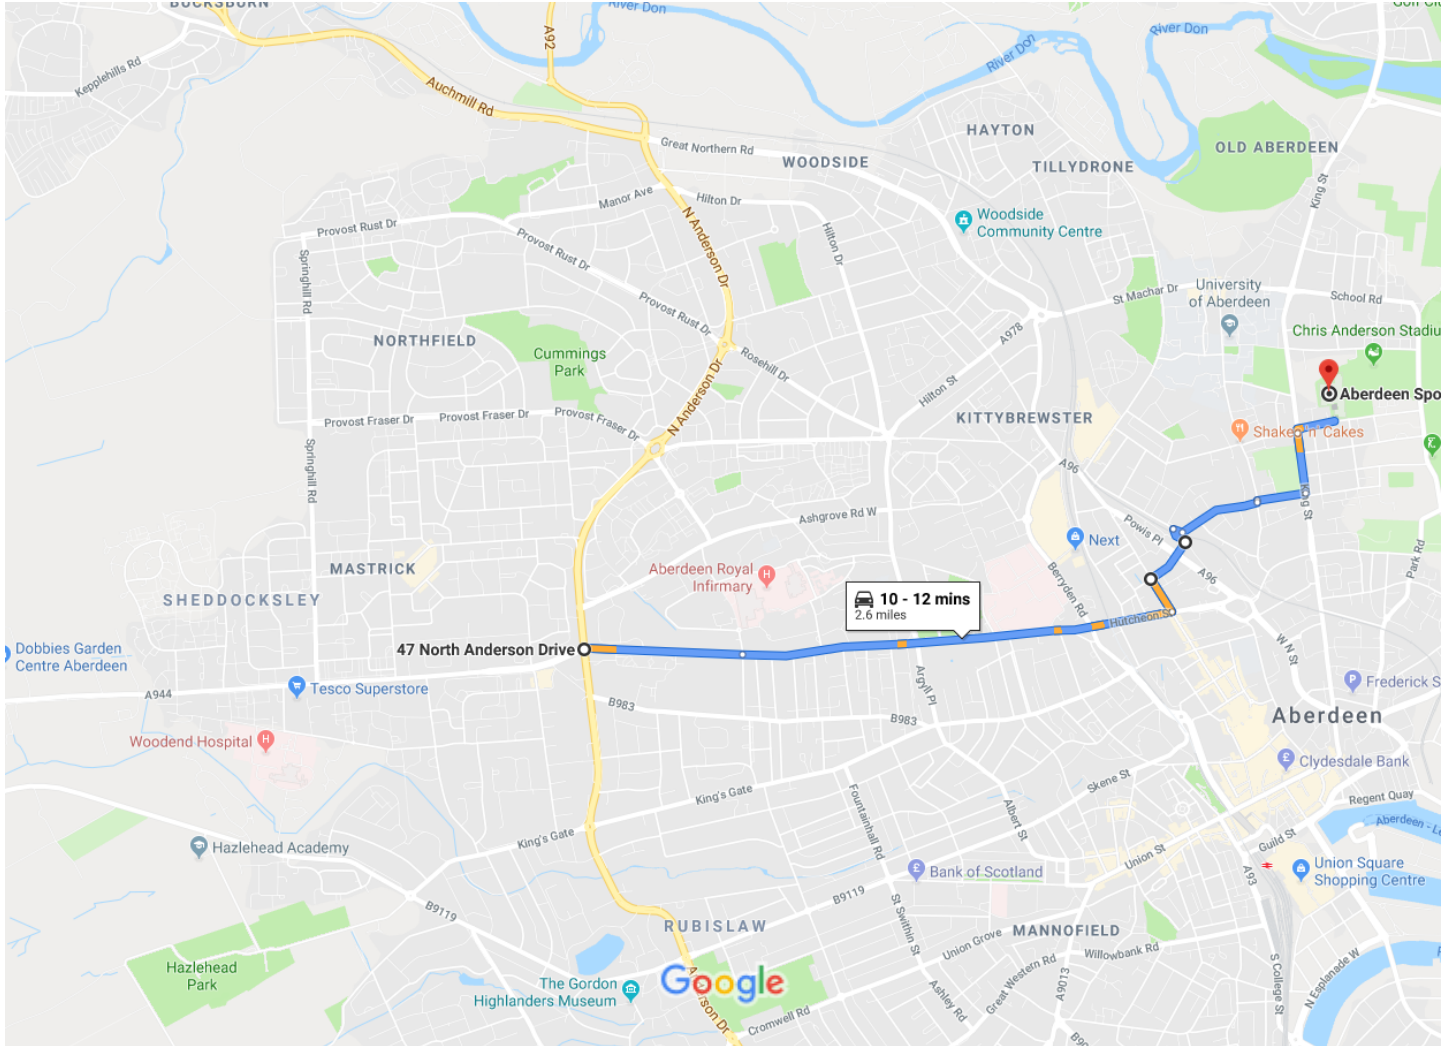 BUCKSBURN
River Don
River Don
River Don
Golf Cl
Kepplehills Rd
A92
Auchmill Rd
Great Northern Rd
WOODSIDE
HAYTON
TILLYDRONE
OLD ABERDEEN
King St
Manor Ave
Hilton Dr
Provost Rust Dr
N Anderson Dr
Hilton Dr
Woodside
Community Centre
Springhill Rd
Provost Rust Dr
Provost Rust Dr
St Machar Dr
University
of Aberdeen
School Rd
A978
NORTHFIELD
Cummings
Park
Rosehill Dr
Chris Anderson Stadiu
N Anderson Dr
Hilton St
Aberdeen Spo
Provost Fraser Dr
Provost Fraser Dr
Provost Fraser Dr
KITTYBREWSTER
Shakes 'n' Cakes
Springhill Rd
A96
King St
Ashgrove Rd W
Powis Pl
Next
Park Rd
MASTRICK
Aberdeen Royal
Infirmary
Berryden Rd
A96
SHEDDOCKSLEY
10 - 12 mins
2.6 miles
Hutcheon St
W N St
Dobbies Garden
Centre Aberdeen
47 North Anderson Drive
Argyll Pl
A944
Tesco Superstore
B983
B983
Frederick S
Aberdeen
Woodend Hospital
Clydesdale Bank
Skene St
King's Gate
Fountainhall Rd
Albert St
Regent Quay
King's Gate
Aberdeen - Le
Hazlehead Academy
Guild St
Union St
Bank of Scotland
A93
Union Square
Shopping Centre
B9119
B9119
St Swithin St
RUBISLAW
MANNOFIELD
Union Grove
Willowbank Rd
Hazlehead
Park
The Gordon
Highlanders Museum
Google
A
rson Dr
Great Western Rd
A9013
S College St
N Esplanade W
Ashley Rd
Cromwell Rd